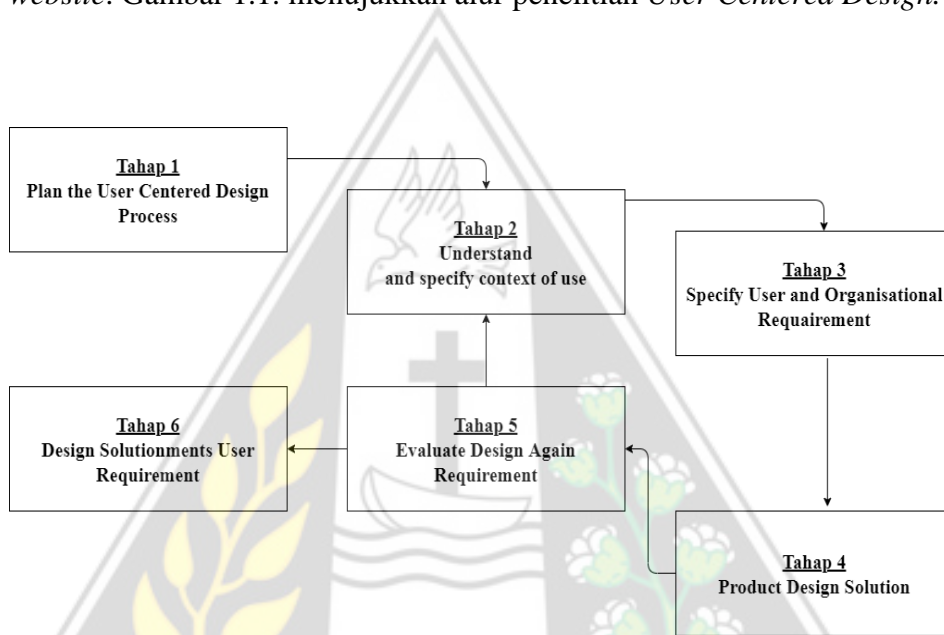 website. Gambar 1.1. menujukkan alur penelitian User Centered Design.
Tahap 1
Plan the User Centered Design
Process
Tahap 2
Understand
and specify context of use
Tahap 3
Specify User and Organisational
Requairement
Tahap 6
Design Solutionments User
Requirement
Tahap 5
Evaluate Design Again
Requirement
Tahap 4
Product Design Solution